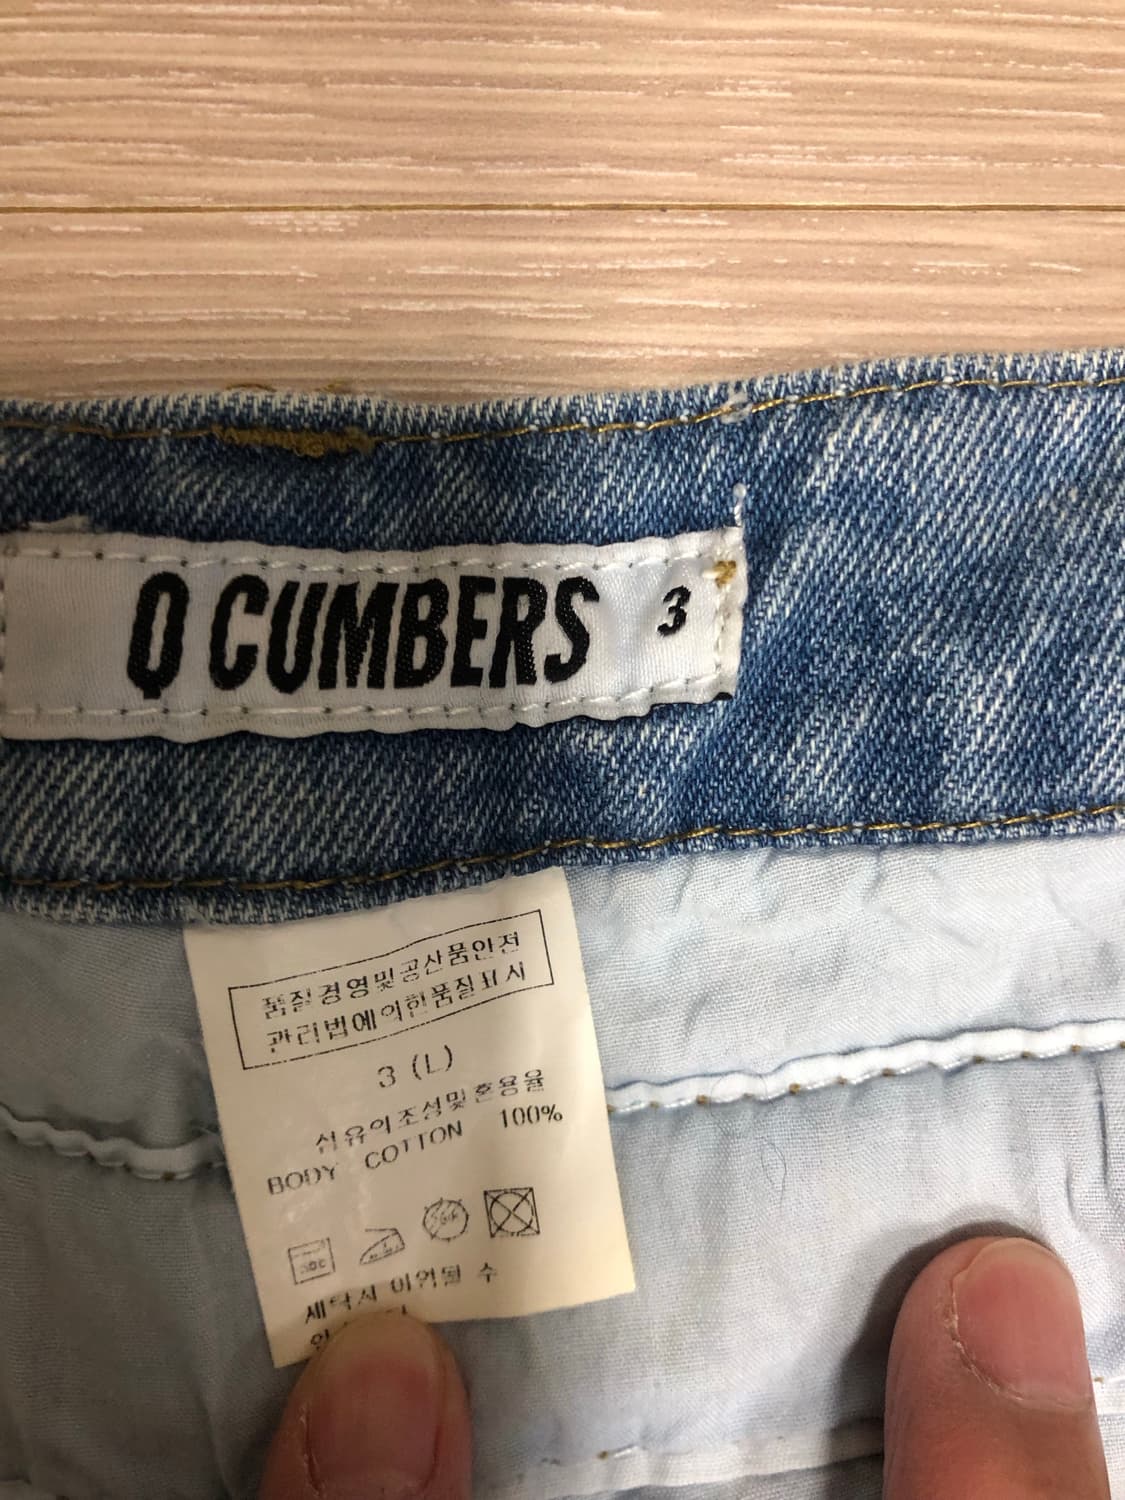 Q CUMBERS 3
품질경영및공산품안전
관리법에의한품질표시
3 (L)
섬유의조성및혼용율
BODY COTTON 100%
세탁시 이염될 수